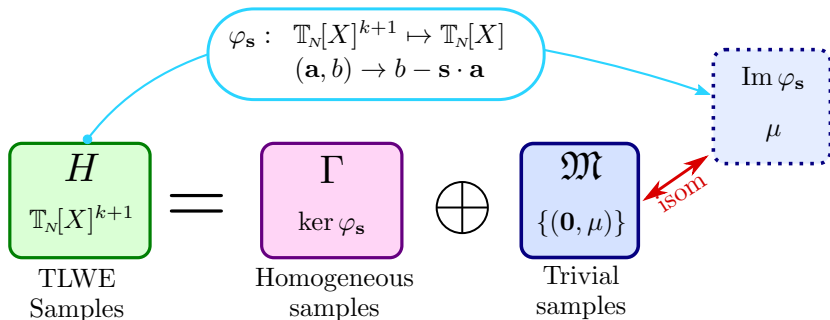 φ_s : 𝕋_N[X]^{k+1} ↦ 𝕋_N[X]
(𝐚, b) → b − 𝐬 · 𝐚
Im φ_𝐬
μ
H
𝕋_N[X]^{k+1}
=
Γ
ker φ_𝐬
⊕
𝔐
{(𝟎, μ)}
isom
TLWE
Samples
Homogeneous
samples
Trivial
samples